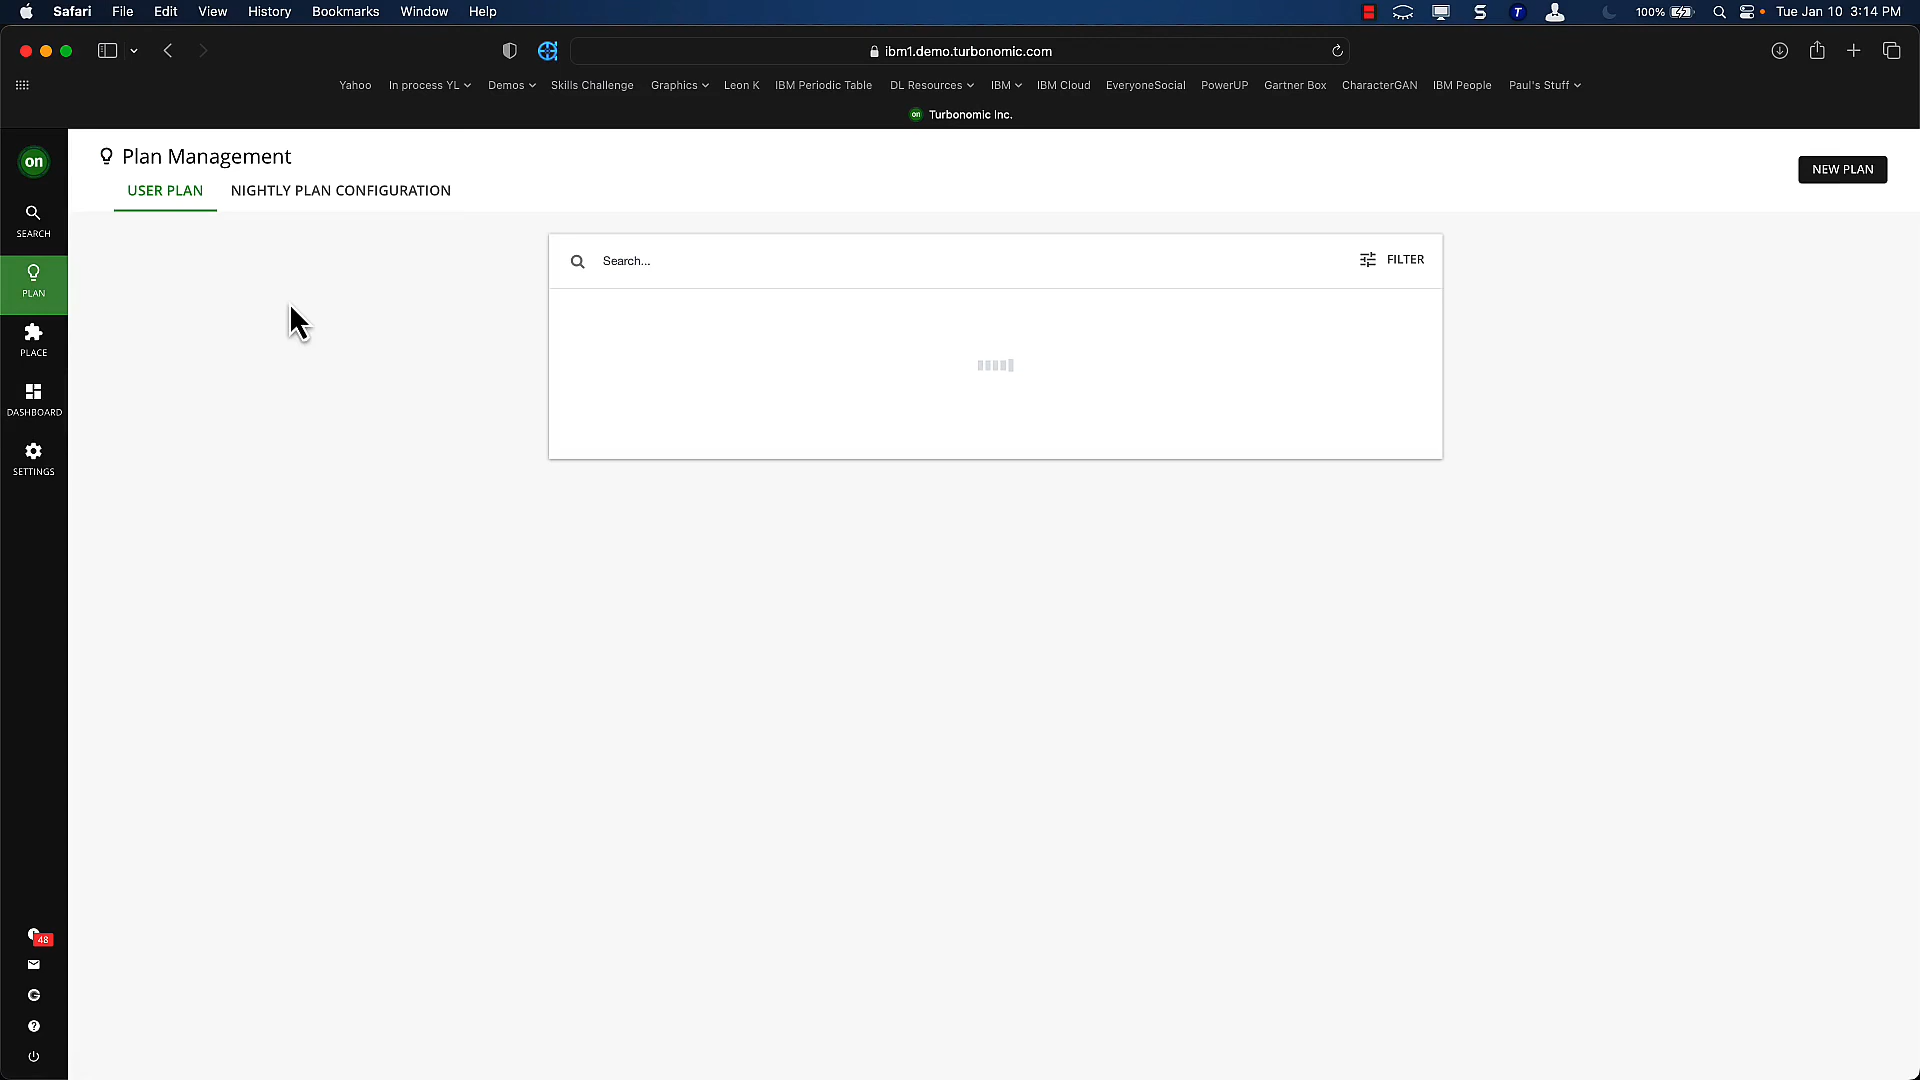 Safari File Edit View History Bookmarks Window Help
100% Tue Jan 10 3:14 PM
ibm1.demo.turbonomic.com
Yahoo In process YL Demos Skills Challenge Graphics Leon K IBM Periodic Table DL Resources IBM IBM Cloud EveryoneSocial PowerUP Gartner Box CharacterGAN IBM People Paul's Stuff
on Turbonomic Inc.
on
SEARCH
PLAN
PLACE
DASHBOARD
SETTINGS
48
Plan Management
USER PLAN NIGHTLY PLAN CONFIGURATION
NEW PLAN
Search...
FILTER